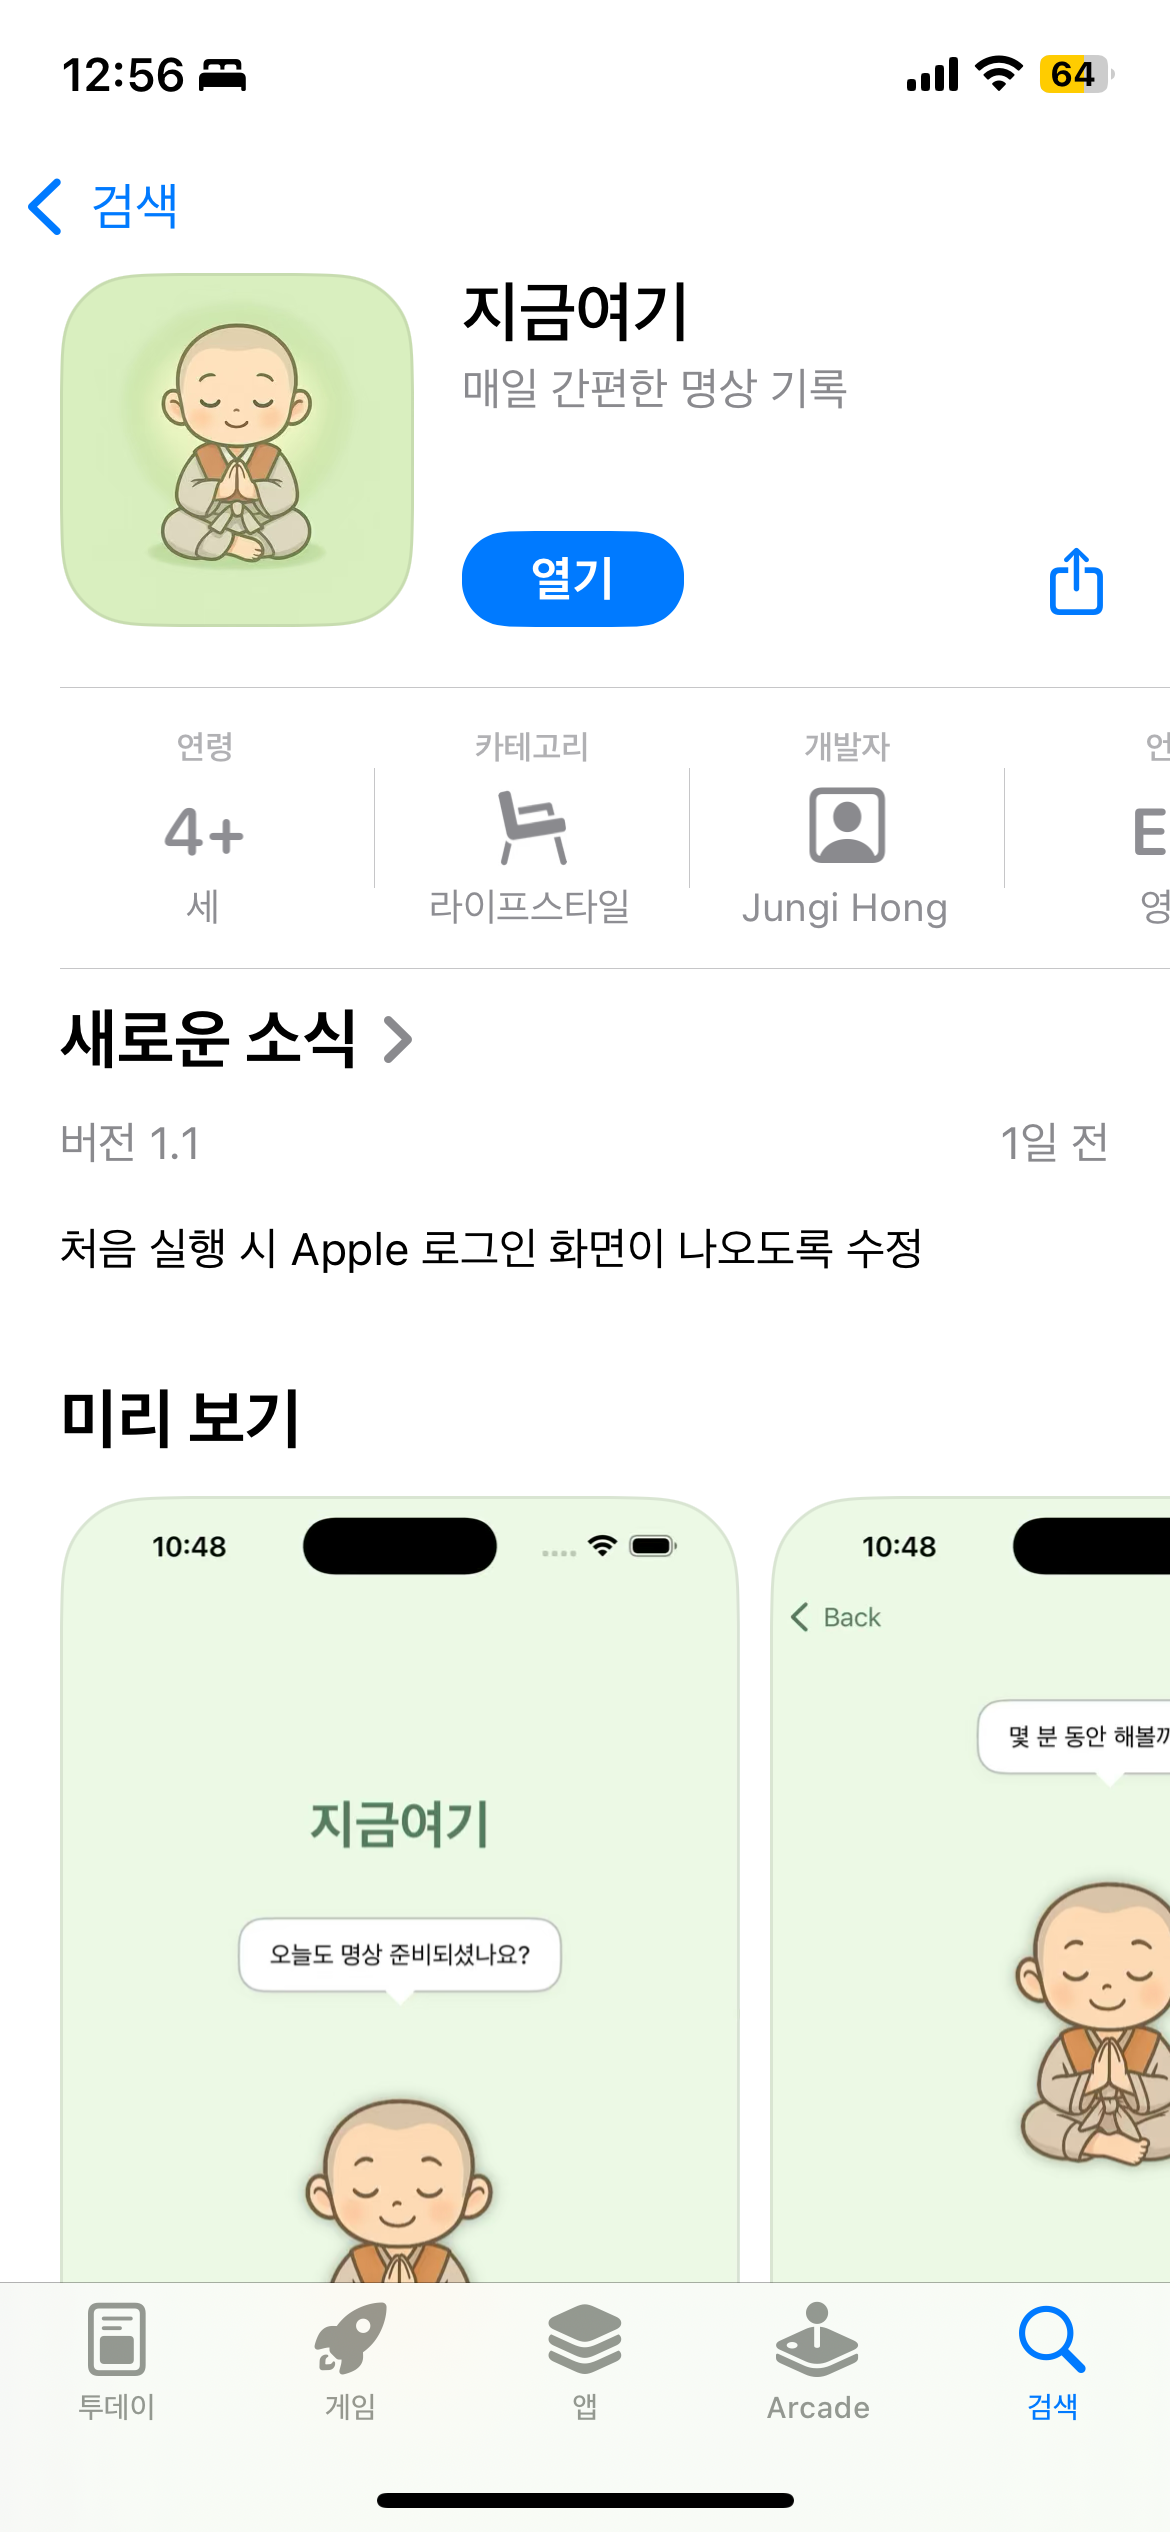 12:56
64
검색
지금여기
매일 간편한 명상 기록
열기
연령
카테고리
개발자
4+
E
세
라이프스타일
Jungi Hong
영
새로운 소식
버전 1.1
1일 전
처음 실행 시 Apple 로그인 화면이 나오도록 수정
미리 보기
10:48
지금여기
오늘도 명상 준비되셨나요?
10:48
Back
몇 분 동안 해볼까
투데이
게임
앱
Arcade
검색